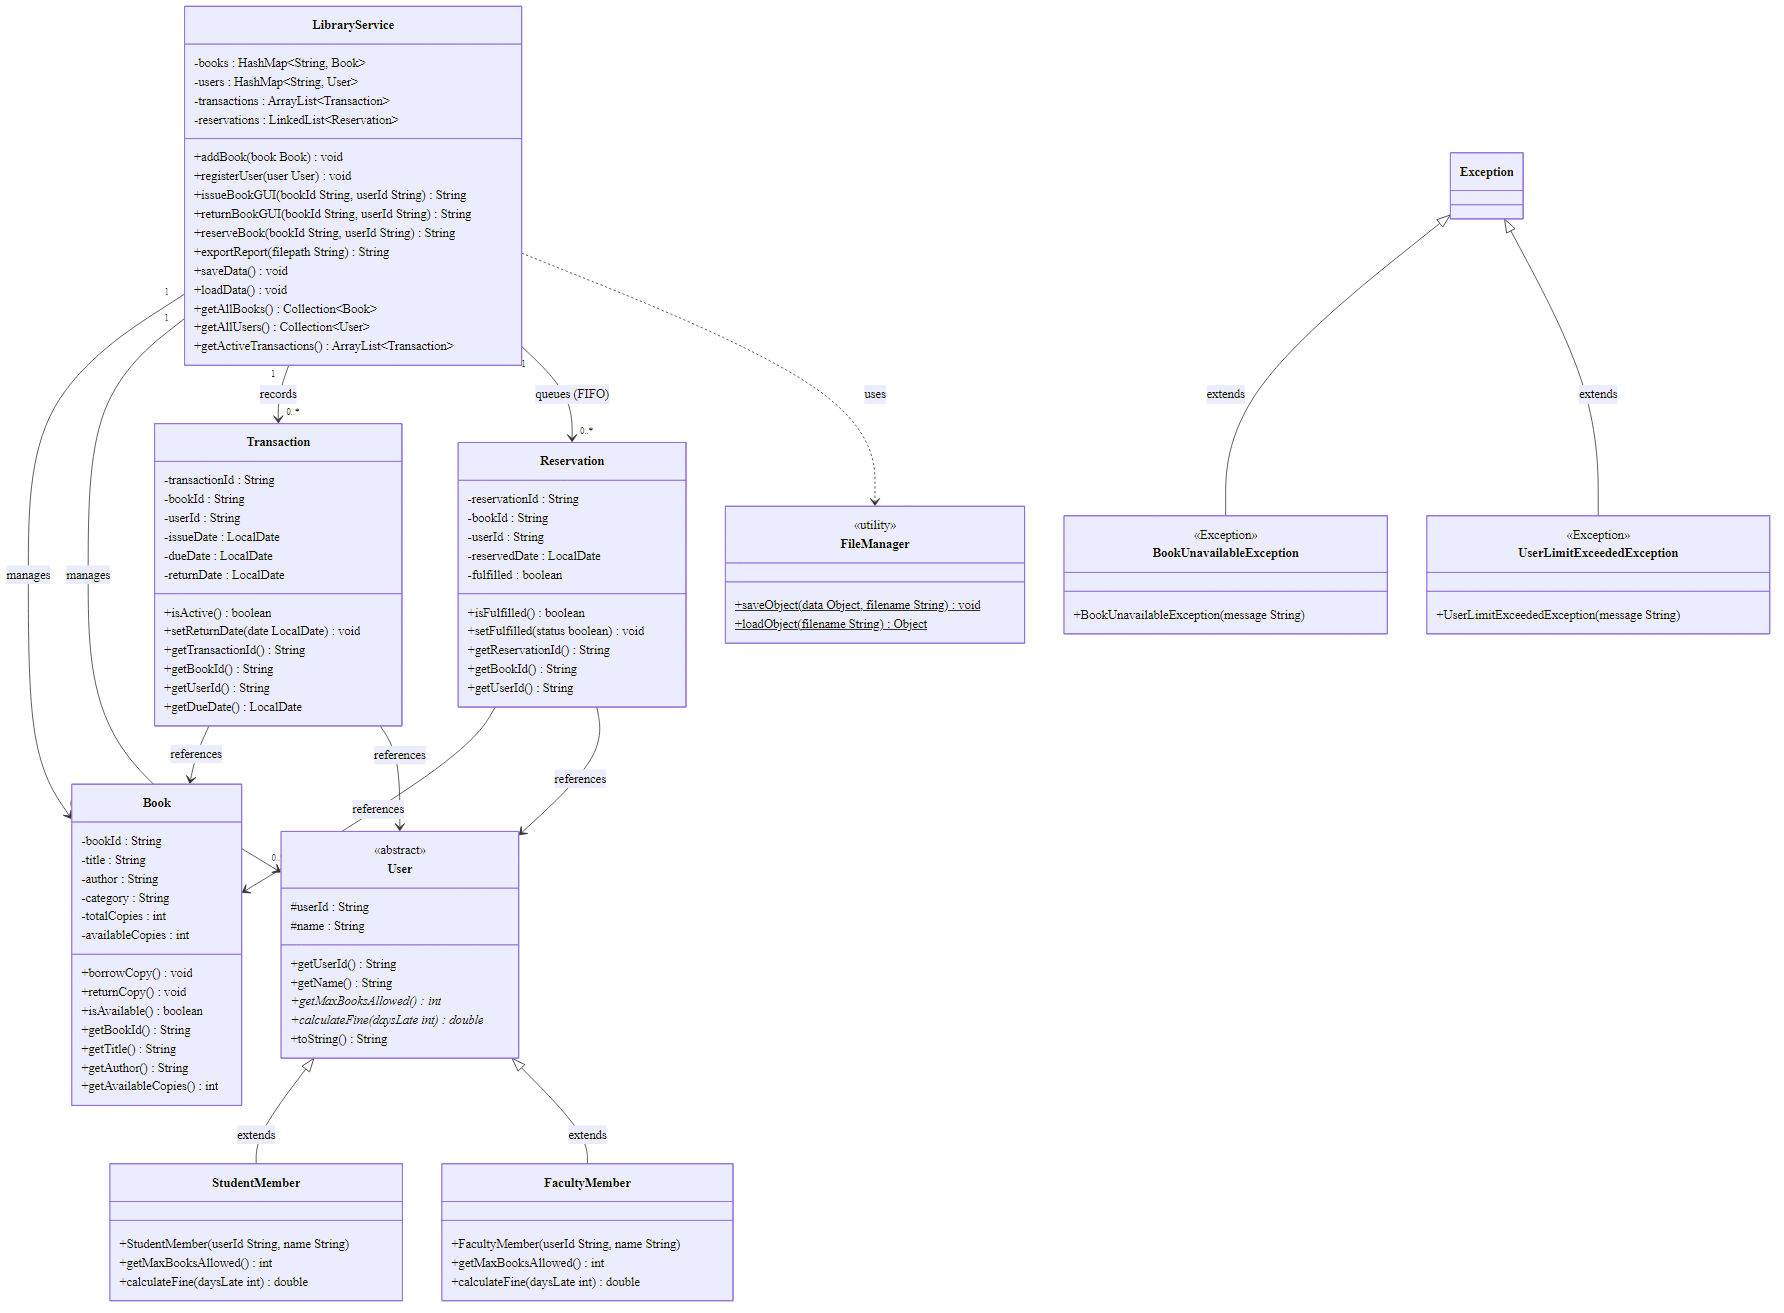 LibraryService
-books : HashMap<String, Book>
-users : HashMap<String, User>
-transactions : ArrayList<Transaction>
-reservations : LinkedList<Reservation>
+addBook(book Book) : void
+registerUser(user User) : void
+issueBookGUI(bookId String, userId String) : String
+returnBookGUI(bookId String, userId String) : String
+reserveBook(bookId String, userId String) : String
+exportReport(filepath String) : String
+saveData() : void
+loadData() : void
+getAllBooks() : Collection<Book>
+getAllUsers() : Collection<User>
+getActiveTransactions() : ArrayList<Transaction>
1
1
1
1
records
queues (FIFO)
uses
0..*
0..*
manages
manages
Transaction
-transactionId : String
-bookId : String
-userId : String
-issueDate : LocalDate
-dueDate : LocalDate
-returnDate : LocalDate
+isActive() : boolean
+setReturnDate(date LocalDate) : void
+getTransactionId() : String
+getBookId() : String
+getUserId() : String
+getDueDate() : LocalDate
Reservation
-reservationId : String
-bookId : String
-userId : String
-reservedDate : LocalDate
-fulfilled : boolean
+isFulfilled() : boolean
+setFulfilled(status boolean) : void
+getReservationId() : String
+getBookId() : String
+getUserId() : String
«utility»
FileManager
+saveObject(data Object, filename String) : void
+loadObject(filename String) : Object
Exception
extends
extends
«Exception»
BookUnavailableException
+BookUnavailableException(message String)
«Exception»
UserLimitExceededException
+UserLimitExceededException(message String)
references
references
references
references
Book
-bookId : String
-title : String
-author : String
-category : String
-totalCopies : int
-availableCopies : int
+borrowCopy() : void
+returnCopy() : void
+isAvailable() : boolean
+getBookId() : String
+getTitle() : String
+getAuthor() : String
+getAvailableCopies() : int
«abstract»
User
#userId : String
#name : String
+getUserId() : String
+getName() : String
+getMaxBooksAllowed() : int
+calculateFine(daysLate int) : double
+toString() : String
extends
extends
StudentMember
+StudentMember(userId String, name String)
+getMaxBooksAllowed() : int
+calculateFine(daysLate int) : double
FacultyMember
+FacultyMember(userId String, name String)
+getMaxBooksAllowed() : int
+calculateFine(daysLate int) : double